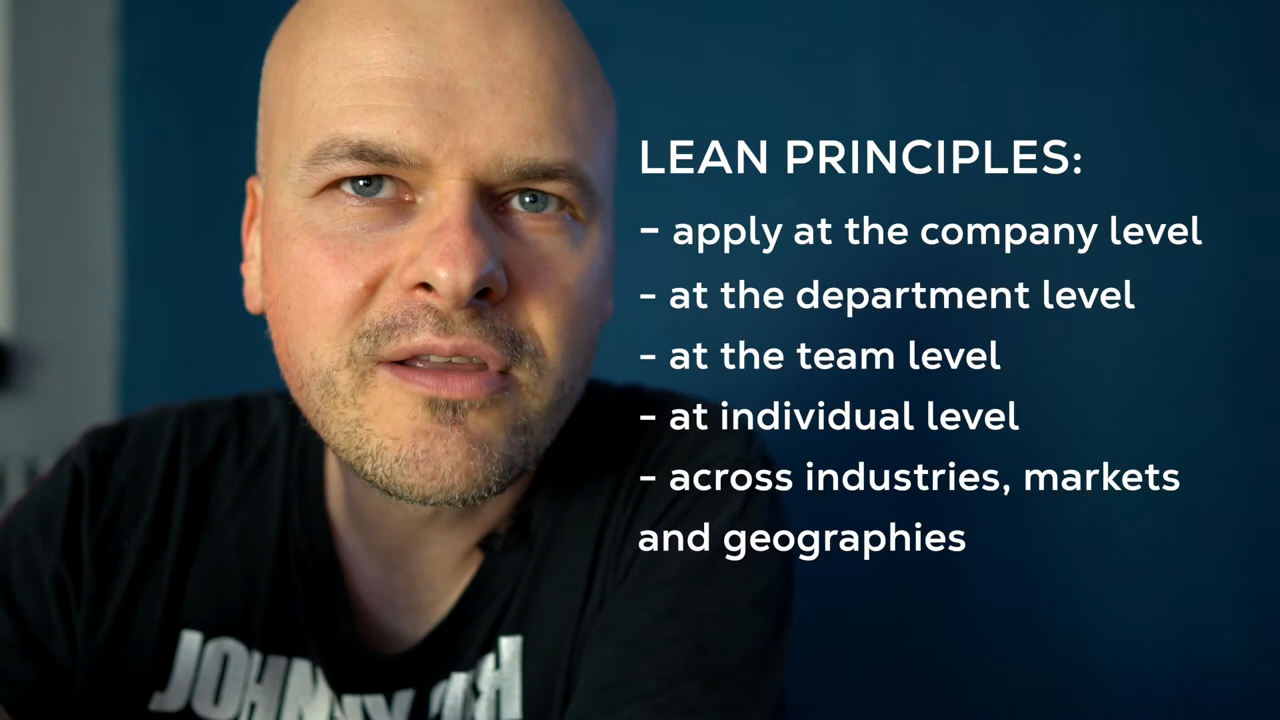 LEAN PRINCIPLES:
- apply at the company level
- at the department level
- at the team level
- at individual level
- across industries, markets
and geographies